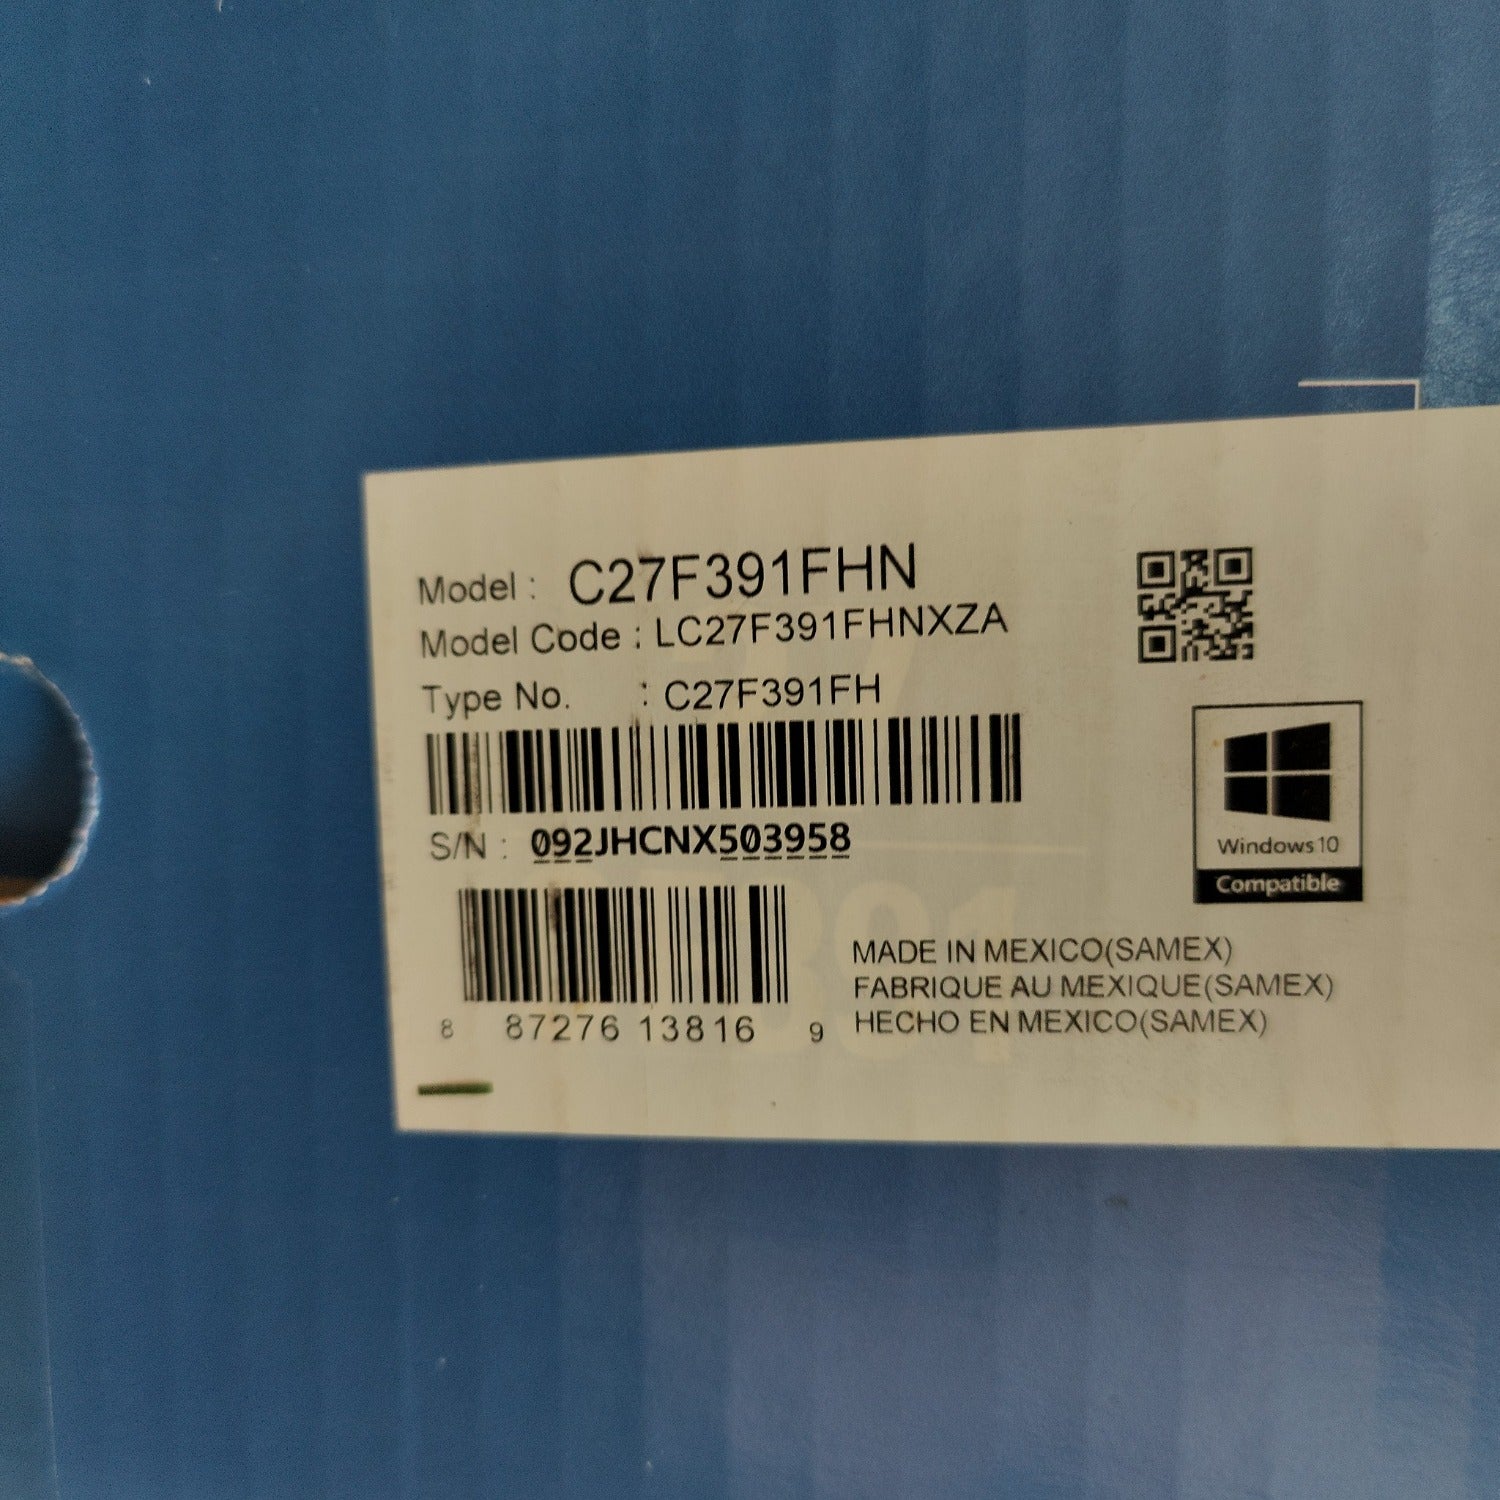 Model : C27F391FHN
Model Code : LC27F391FHNXZA
Type No. : C27F391FH
S/N : 092JHCNX503958
8 87276 13816 9
Windows 10
Compatible
MADE IN MEXICO(SAMEX)
FABRIQUE AU MEXIQUE(SAMEX)
HECHO EN MEXICO(SAMEX)